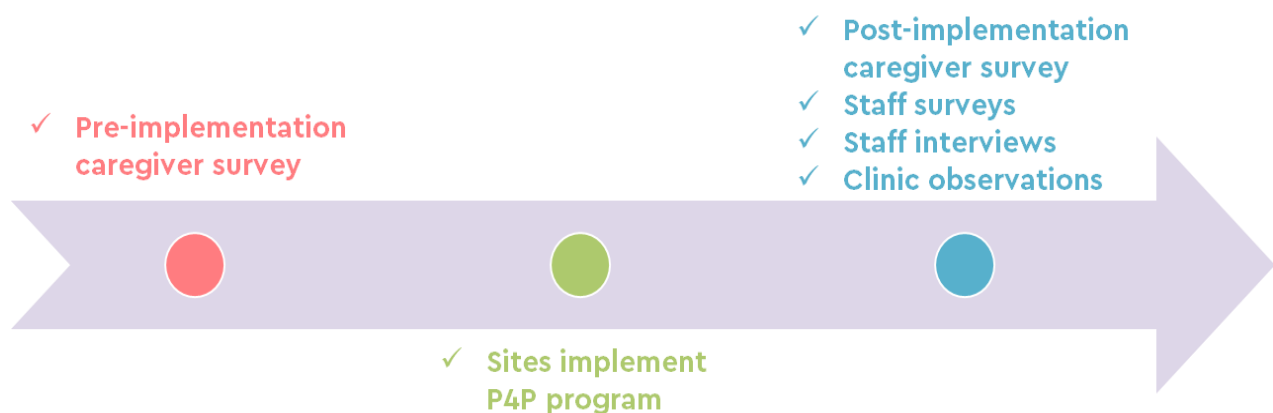 ✓ Pre-implementation
caregiver survey
✓ Sites implement
P4P program
✓ Post-implementation
caregiver survey
✓ Staff surveys
✓ Staff interviews
✓ Clinic observations